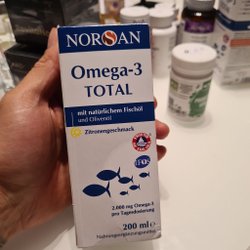 NORSAN
Omega-3
TOTAL
mit natürlichem Fischöl
und Olivenöl
Zitronengeschmack
2.000 mg Omega-3
pro Tagesdosierung
200 ml
Nahrungsergänzungsmittel